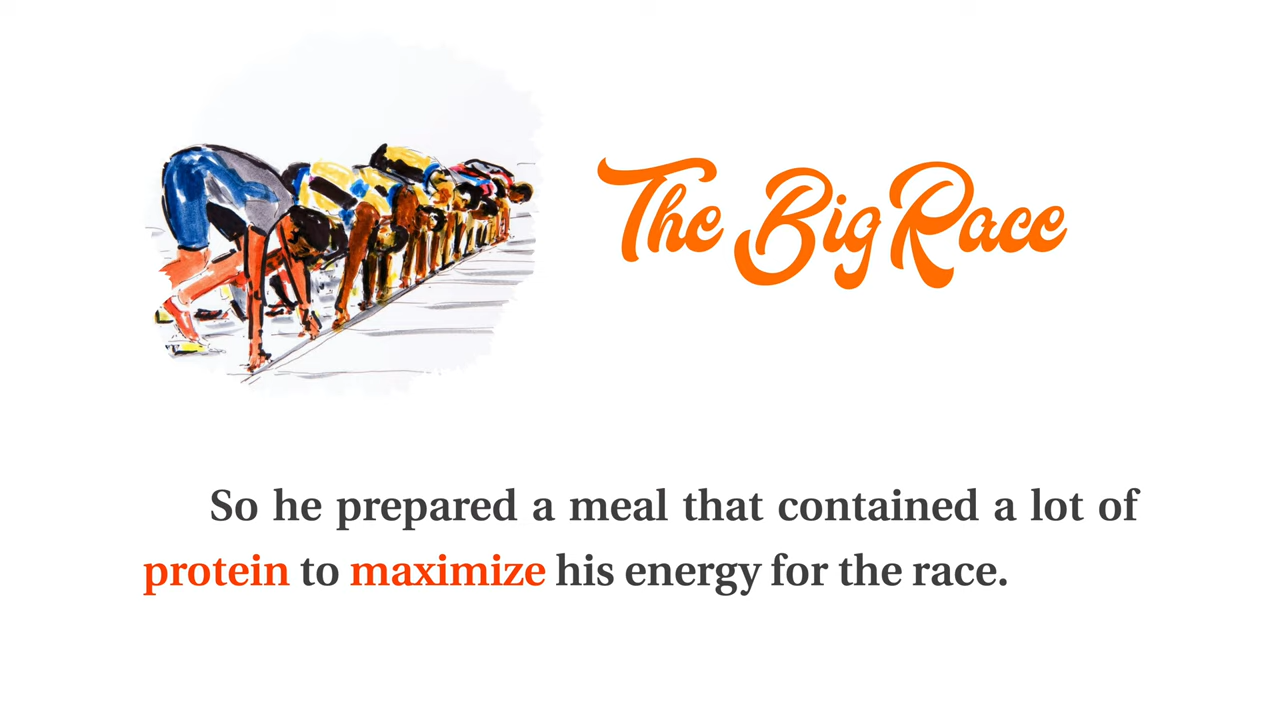 The Big Race
So he prepared a meal that contained a lot of
protein to maximize his energy for the race.